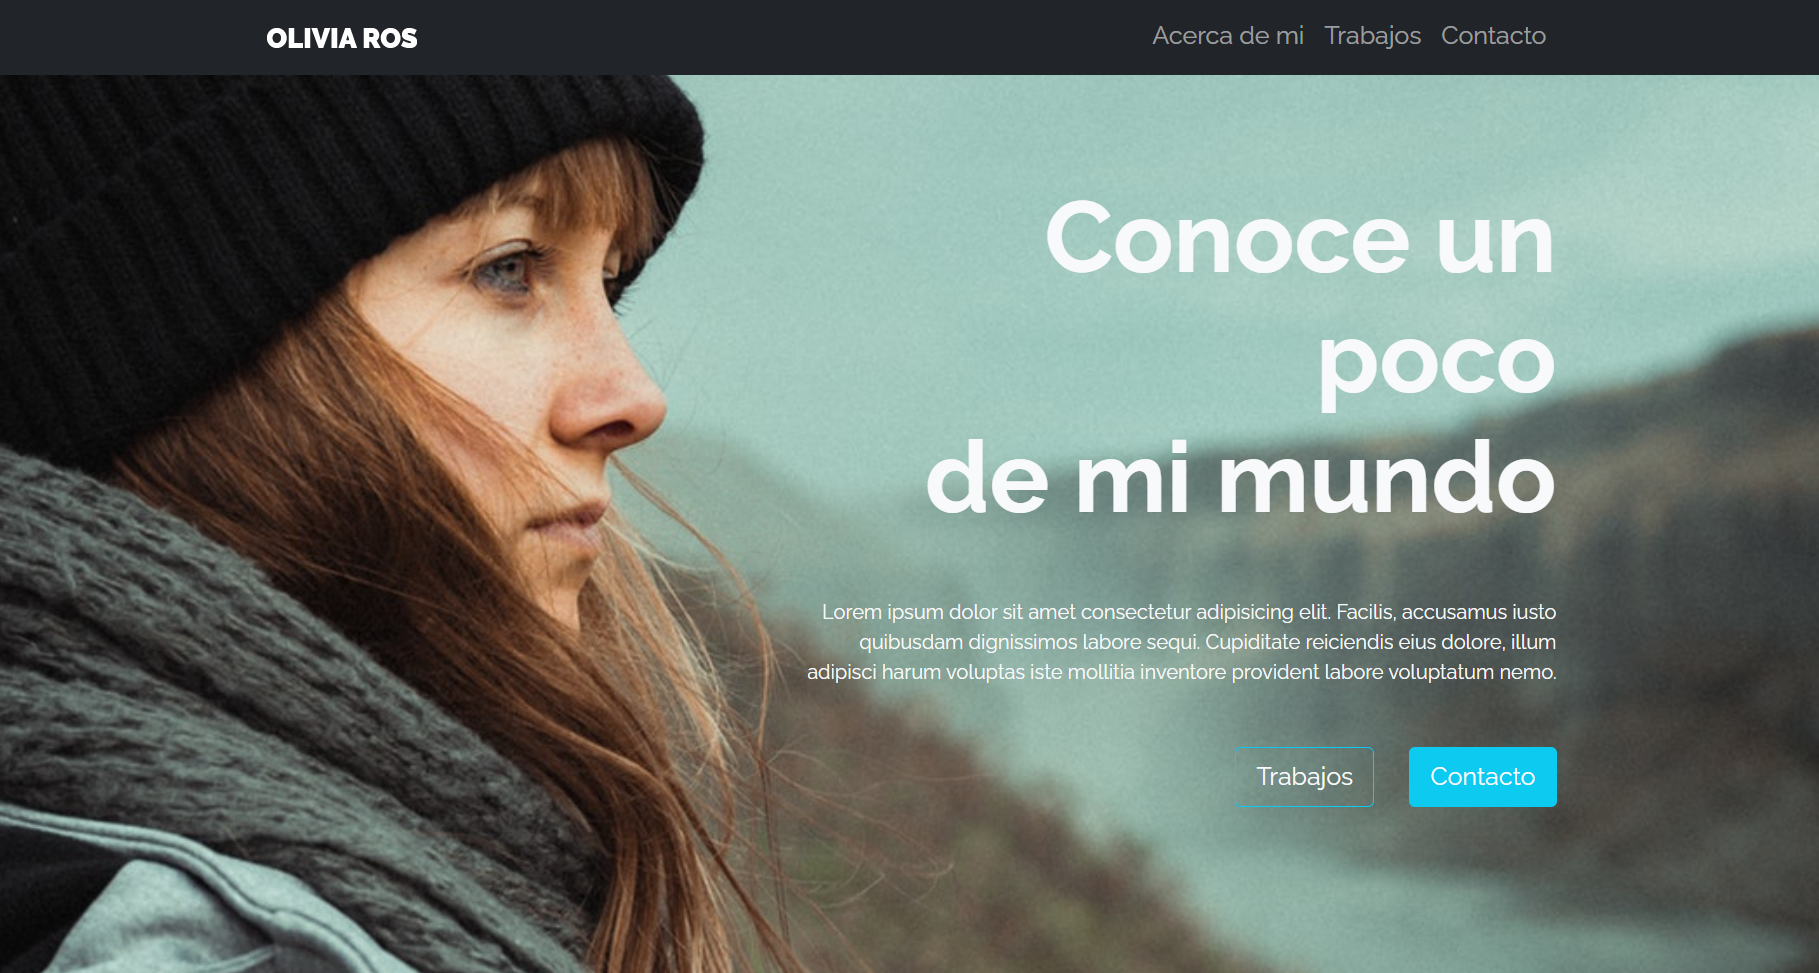 OLIVIA ROS
Acerca de mi Trabajos Contacto
Conoce un
poco
de mi mundo
Lorem ipsum dolor sit amet consectetur adipisicing elit. Facilis, accusamus iusto
quibusdam dignissimos labore sequi. Cupiditate reiciendis eius dolore, illum
adipisci harum voluptas iste mollitia inventore provident labore voluptatum nemo.
Trabajos Contacto